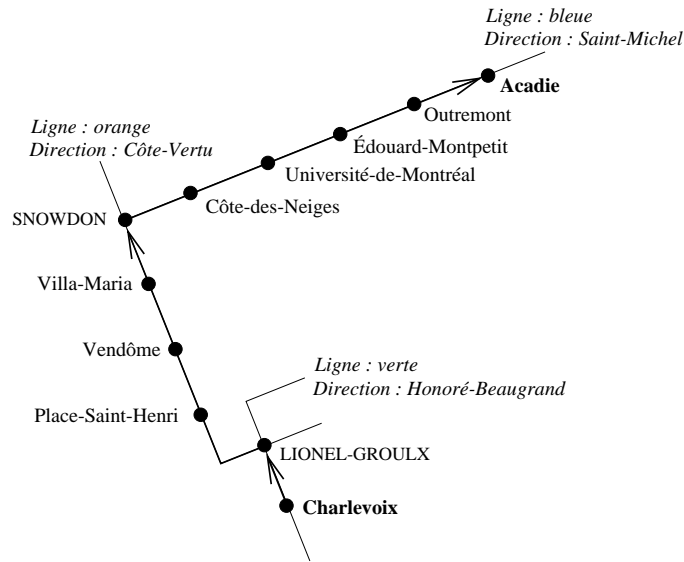 Ligne : bleue
Direction : Saint-Michel
Acadie
Outremont
Ligne : orange
Direction : Côte-Vertu
Édouard-Montpetit
Université-de-Montréal
Côte-des-Neiges
SNOWDON
Villa-Maria
Vendôme
Ligne : verte
Direction : Honoré-Beaugrand
Place-Saint-Henri
LIONEL-GROULX
Charlevoix